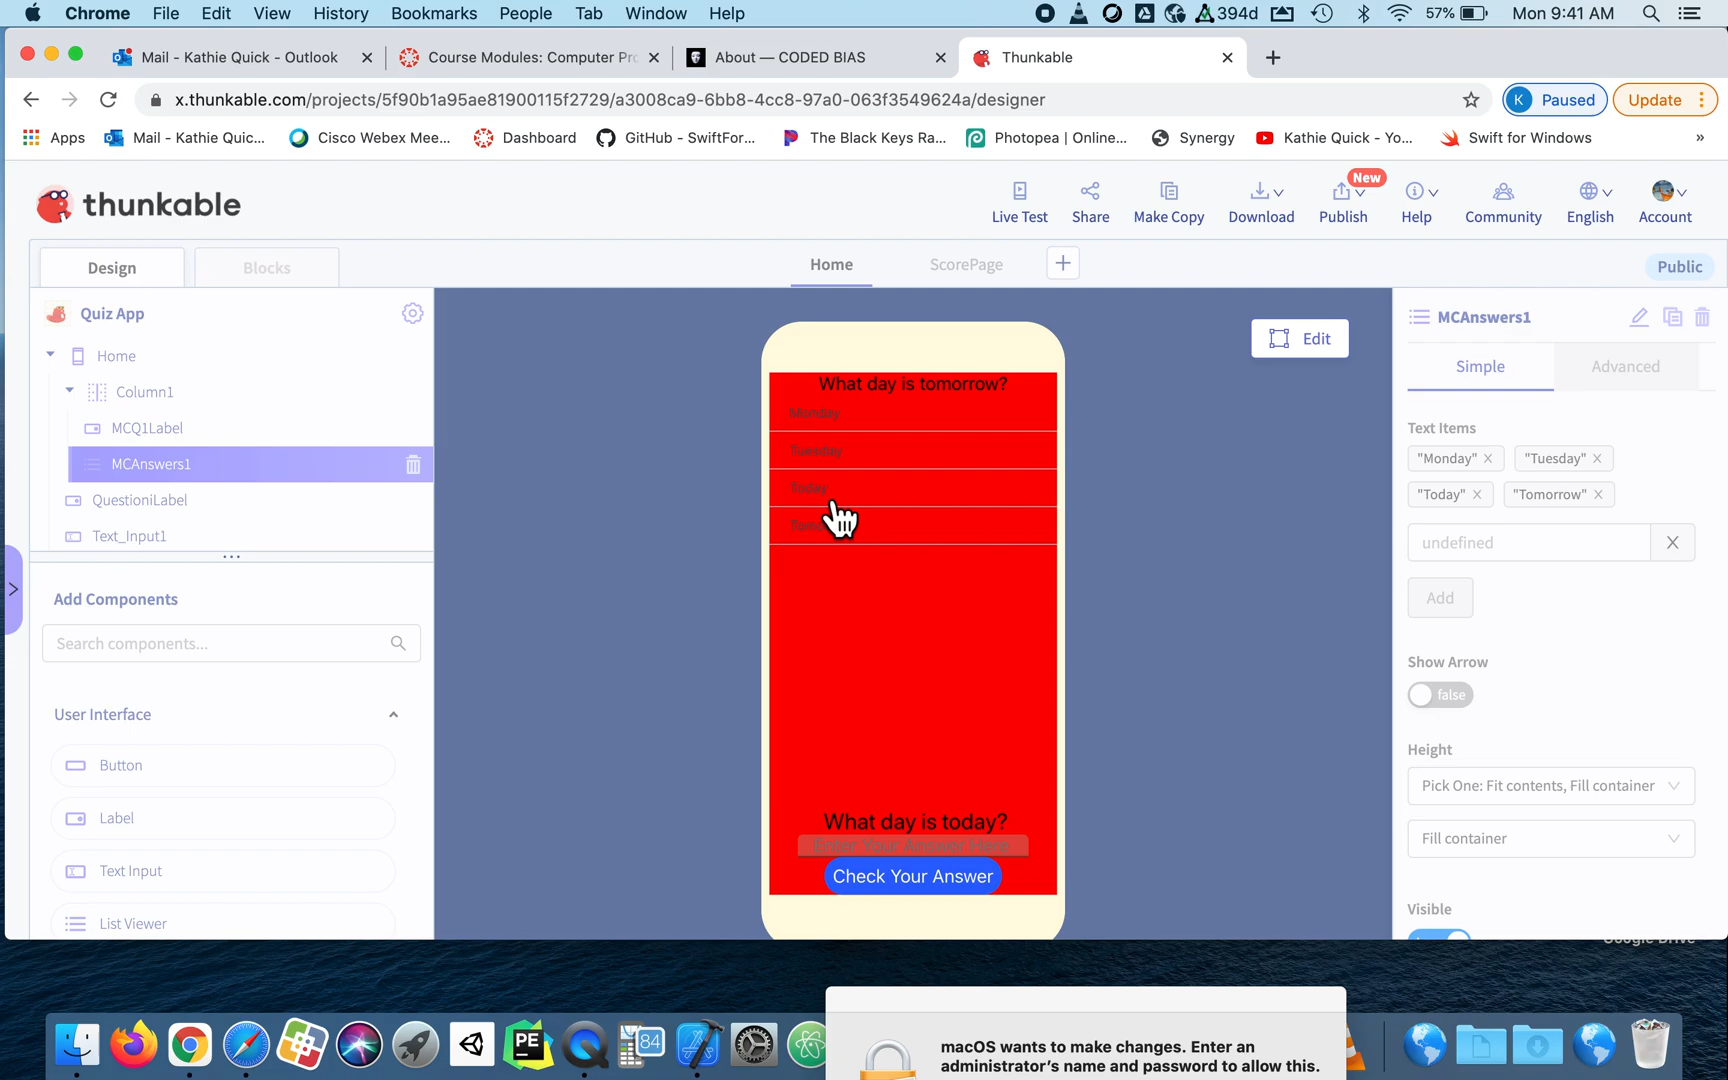 Chrome File Edit View History Bookmarks People Tab Window Help 394d 57% Mon 9:41 AM
Mail - Kathie Quick - Outlook
Course Modules: Computer Pr
About — CODED BIAS
Thunkable
x.thunkable.com/projects/5f90b1a95ae81900115f2729/a3008ca9-6bb8-4cc8-97a0-063f3549624a/designer
K Paused
Update
Apps Mail - Kathie Quic... Cisco Webex Mee... Dashboard GitHub - SwiftFor... The Black Keys Ra... Photopea | Online... Synergy Kathie Quick - Yo... Swift for Windows »
thunkable
New
Live Test Share Make Copy Download Publish Help Community English Account
Design Blocks
Home ScorePage +
Public
Quiz App
Home
Column1
MCQ1Label
MCAnswers1
QuestioniLabel
Text_Input1
Add Components
Search components...
User Interface
Button
Label
Text Input
List Viewer
Edit
What day is tomorrow?
Monday
Tuesday
Today
What day is today?
Enter Your Answer Here
Check Your Answer
MCAnswers1
Simple Advanced
Text Items
"Monday" "Tuesday"
"Today" "Tomorrow"
undefined
Add
Show Arrow
false
Height
Pick One: Fit contents, Fill container
Fill container
Visible
Google Drive
PE
84
macOS wants to make changes. Enter an
administrator's name and password to allow this.